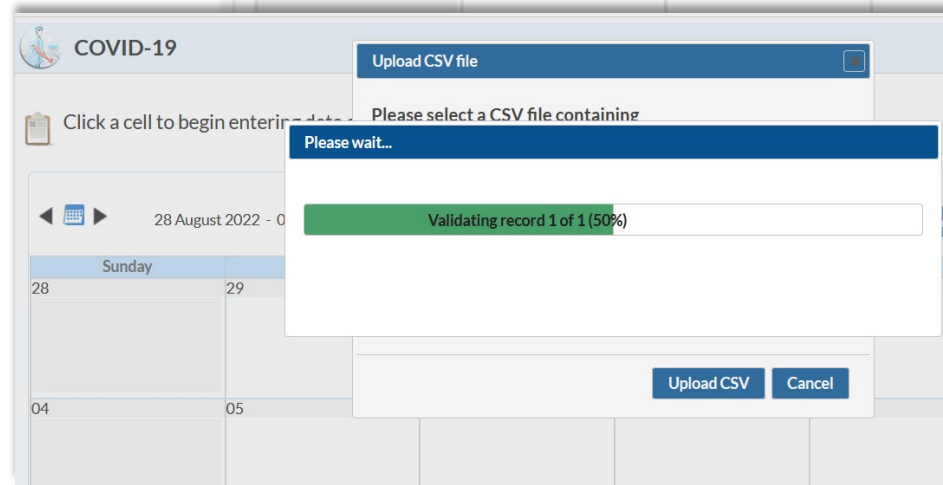 COVID-19
Upload CSV file
Please select a CSV file containing
Click a cell to begin entering
Please wait...
28 August 2022 - 0
Validating record 1 of 1 (50%)
Sunday
28
29
Upload CSV
Cancel
04
05